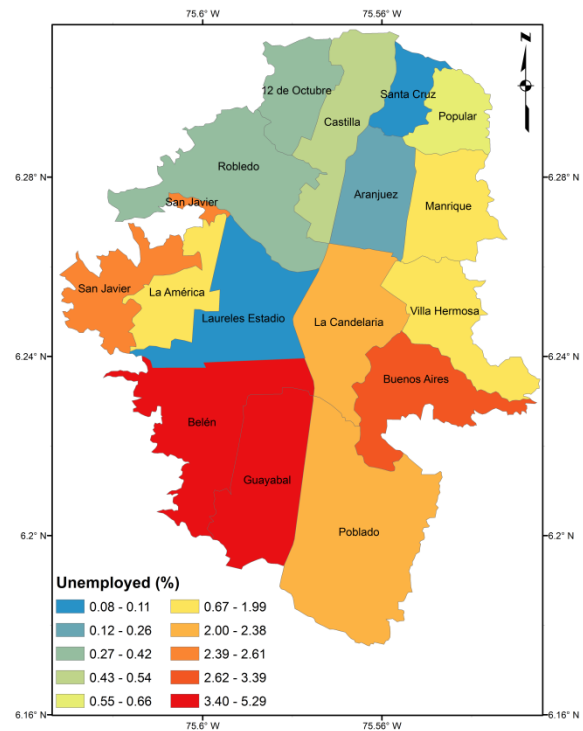 75.6° W 75.56° W
N
12 de Octubre
Santa Cruz
Castilla
Popular
6.28° N 6.28° N
Robledo
Aranjuez
Manrique
San Javier
San Javier
La América
Laureles Estadio
La Candelaria
Villa Hermosa
6.24° N 6.24° N
Buenos Aires
Belén
Guayabal
Poblado
6.2° N 6.2° N
Unemployed (%)
0.08 - 0.11 0.67 - 1.99
0.12 - 0.26 2.00 - 2.38
0.27 - 0.42 2.39 - 2.61
0.43 - 0.54 2.62 - 3.39
0.55 - 0.66 3.40 - 5.29
6.16° N 6.16° N
75.6° W 75.56° W